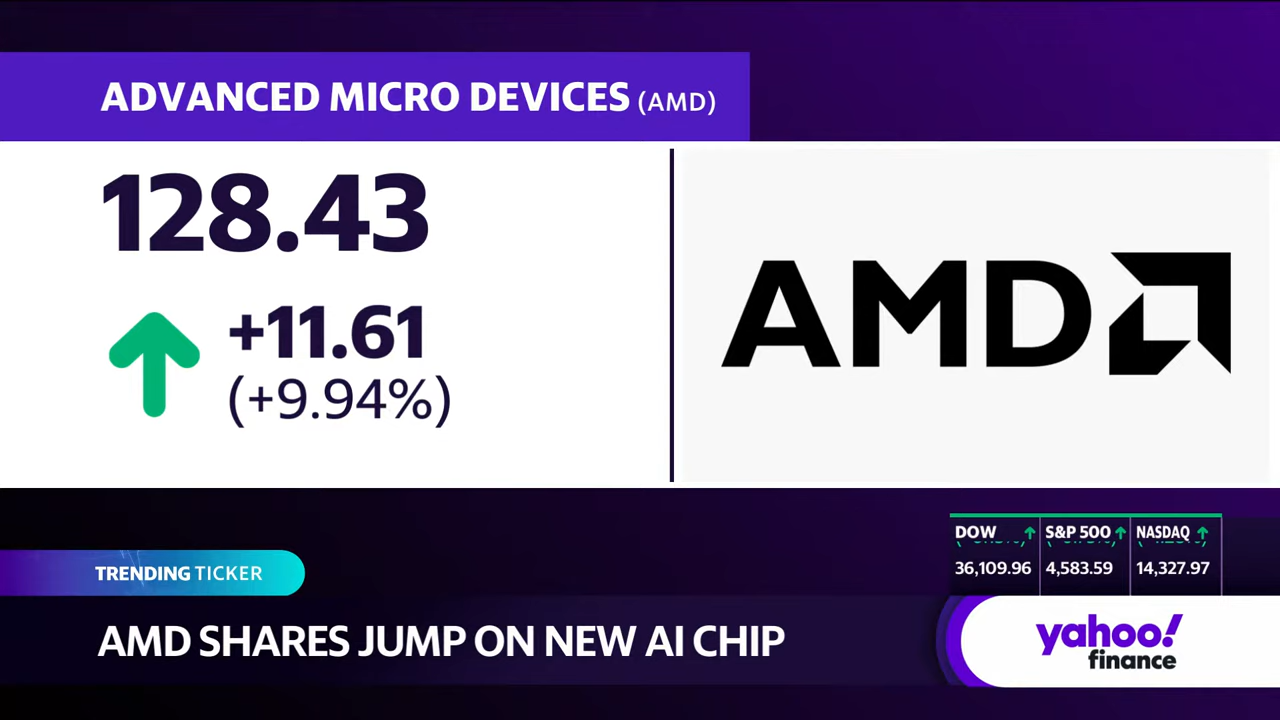 ADVANCED MICRO DEVICES (AMD)
128.43
+11.61
(+9.94%)
AMD
TRENDING TICKER
AMD SHARES JUMP ON NEW AI CHIP
DOW S&P 500 NASDAQ
36,109.96 4,583.59 14,327.97
yahoo!
finance